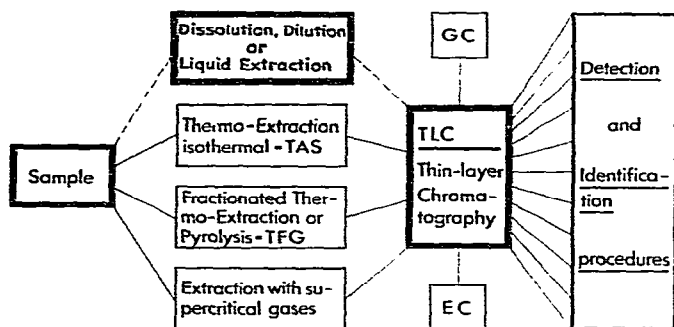 Sample
Dissolution, Dilution
or
Liquid Extraction
Thermo-Extraction
isothermal-TAS
Fractionated Ther-
mo-Extraction or
Pyrolysis-TFG
Extraction with su-
percritical gases
GC
TLC
Thin-layer
Chroma-
tography
EC
Detection
and
Identifica-
tion
procedures